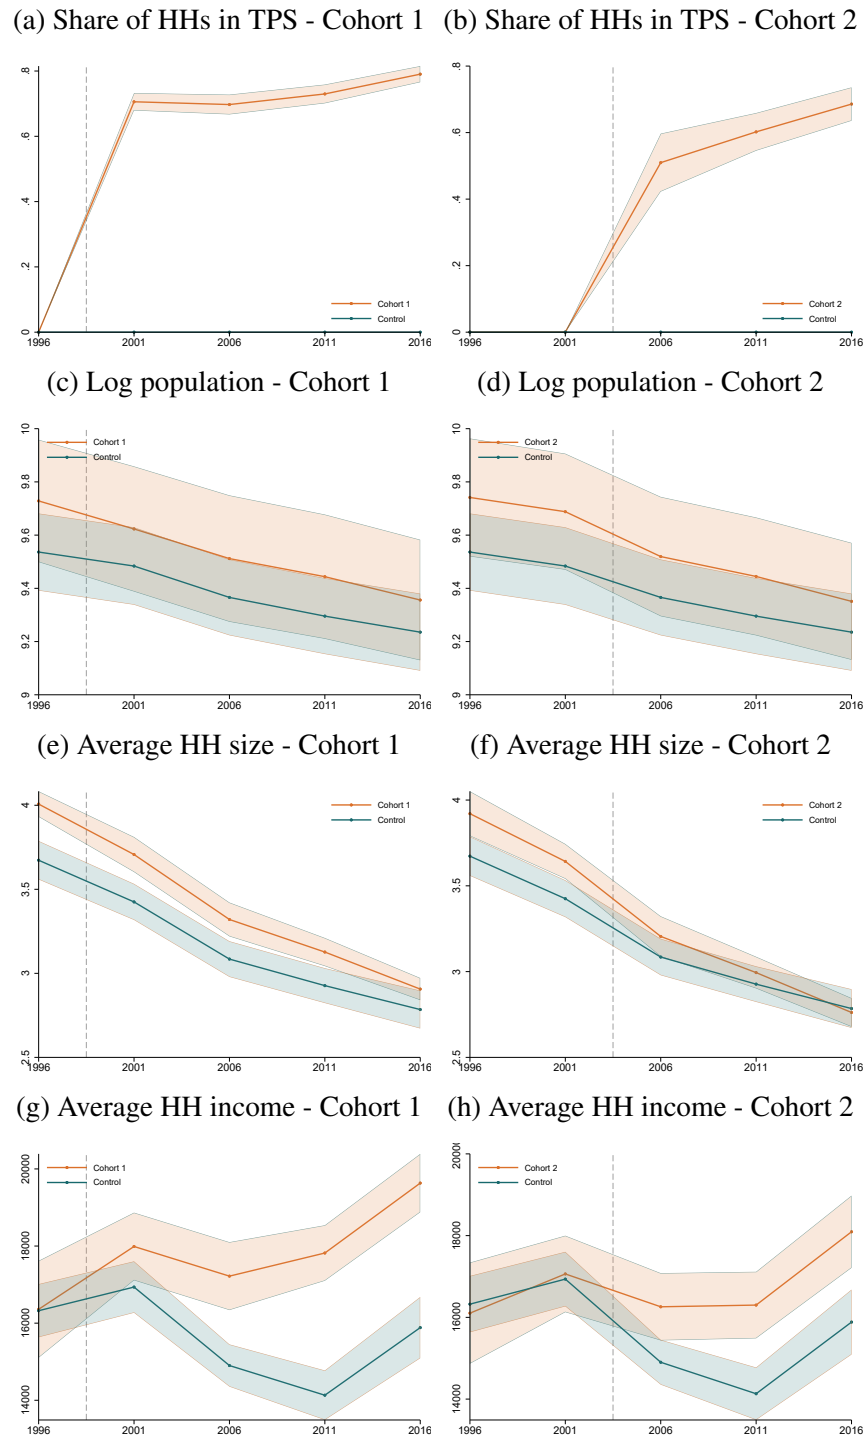 (a) Share of HHs in TPS - Cohort 1 (b) Share of HHs in TPS - Cohort 2
.8 .8
.6 .6
.4 .4
.2 .2
Cohort 1 Cohort 2
Control Control
0 0
1996 2001 2006 2011 2016 1996 2001 2006 2011 2016
(c) Log population - Cohort 1 (d) Log population - Cohort 2
10 10
Cohort 1 Cohort 2
Control Control
9.8 9.8
9.6 9.6
9.4 9.4
9.2 9.2
9 9
1996 2001 2006 2011 2016 1996 2001 2006 2011 2016
(e) Average HH size - Cohort 1 (f) Average HH size - Cohort 2
4 4
Cohort 1 Cohort 2
Control Control
3.5 3.5
3 3
2.5 2.5
1996 2001 2006 2011 2016 1996 2001 2006 2011 2016
(g) Average HH income - Cohort 1 (h) Average HH income - Cohort 2
20000 20000
Cohort 1 Cohort 2
Control Control
18000 18000
16000 16000
14000 14000
1996 2001 2006 2011 2016 1996 2001 2006 2011 2016